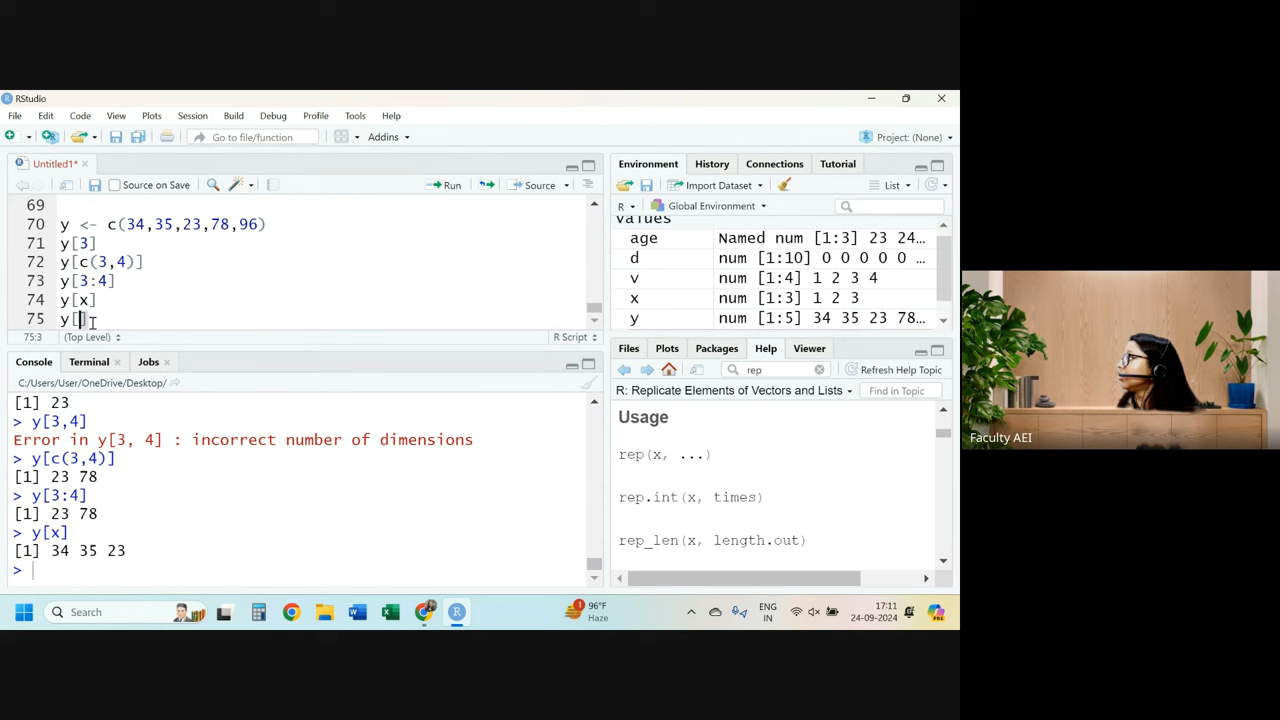 RStudio
File Edit Code View Plots Session Build Debug Profile Tools Help
Go to file/function Addins Project: (None)
Untitled1*
Source on Save Run Source
69
70 y <- c(34,35,23,78,96)
71 y[3]
72 y[c(3,4)]
73 y[3:4]
74 y[x]
75 y[]
75:3 (Top Level) R Script
Console Terminal Jobs
C:/Users/User/OneDrive/Desktop/
[1] 23
> y[3,4]
Error in y[3, 4] : incorrect number of dimensions
> y[c(3,4)]
[1] 23 78
> y[3:4]
[1] 23 78
> y[x]
[1] 34 35 23
>
Environment History Connections Tutorial
Import Dataset List
R Global Environment
Values
age Named num [1:3] 23 24…
d num [1:10] 0 0 0 0 0 …
v num [1:4] 1 2 3 4
x num [1:3] 1 2 3
y num [1:5] 34 35 23 78…
Files Plots Packages Help Viewer
rep Refresh Help Topic
R: Replicate Elements of Vectors and Lists Find in Topic
Usage
rep(x, ...)
rep.int(x, times)
rep_len(x, length.out)
Faculty AEI
Search
96°F
Haze
ENG
IN
17:11
24-09-2024